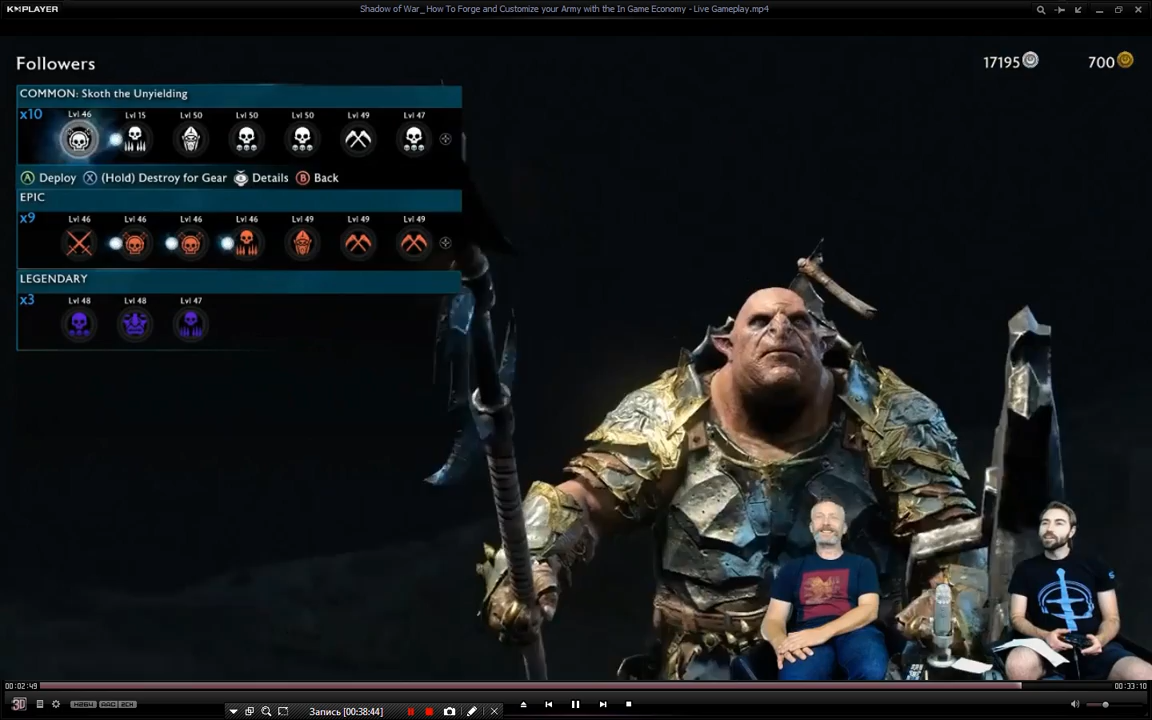 KMPLAYER
Shadow of War_ How To Forge and Customize your Army with the In Game Economy - Live Gameplay.mp4
Followers
17195
700
COMMON: Skoth the Unyielding
x10
Lvl 46 Lvl 15 Lvl 50 Lvl 50 Lvl 50 Lvl 49 Lvl 47
A Deploy X (Hold) Destroy for Gear Details B Back
EPIC
x9
Lvl 46 Lvl 46 Lvl 46 Lvl 46 Lvl 49 Lvl 49 Lvl 49
LEGENDARY
x3
Lvl 48 Lvl 48 Lvl 47
00:02:49
00:33:10
3D
H264 AAC 2CH
Запись [00:38:44]